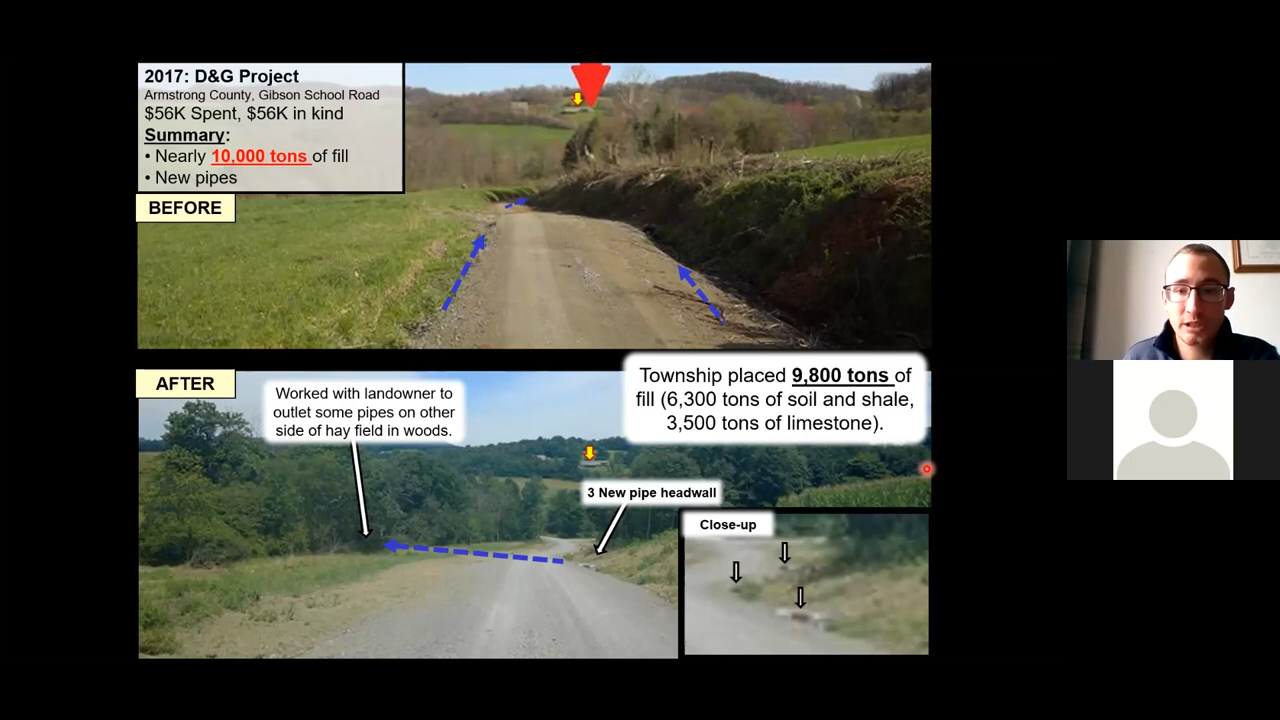 2017: D&G Project
Armstrong County, Gibson School Road
$56K Spent, $56K in kind
Summary:
• Nearly 10,000 tons of fill
• New pipes
BEFORE
AFTER
Worked with landowner to
outlet some pipes on other
side of hay field in woods.
Township placed 9,800 tons of
fill (6,300 tons of soil and shale,
3,500 tons of limestone).
3 New pipe headwall
Close-up